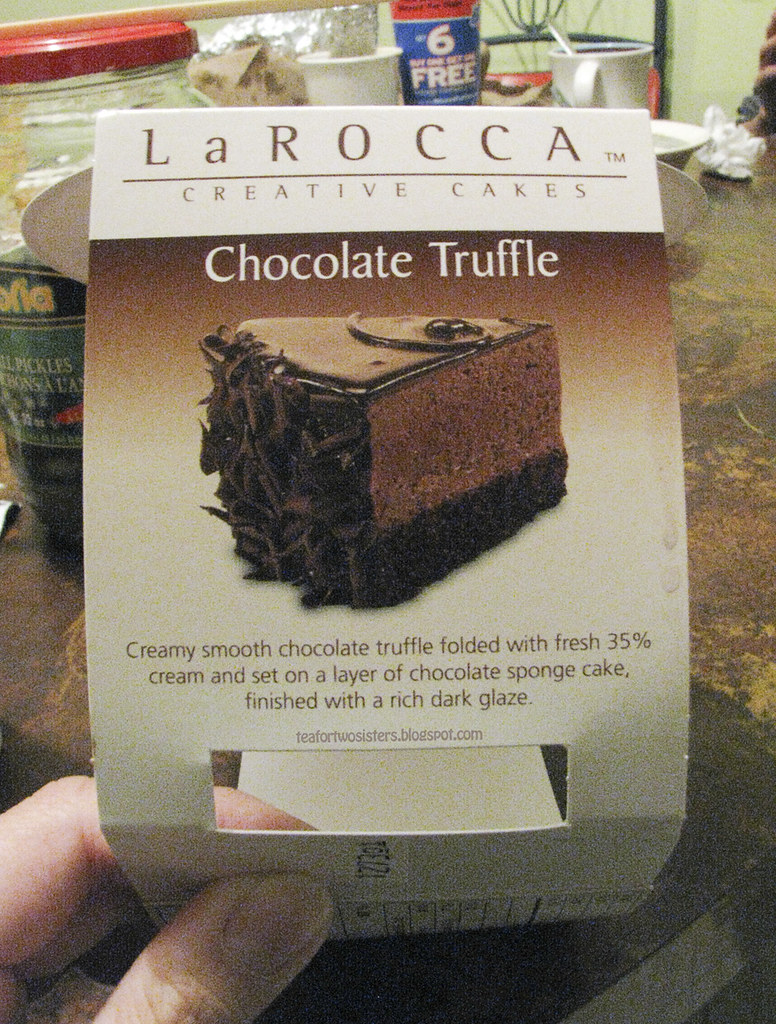 6
FREE
LaROCCA™
CREATIVE CAKES
Chocolate Truffle
PICKLES
Creamy smooth chocolate truffle folded with fresh 35%
cream and set on a layer of chocolate sponge cake,
finished with a rich dark glaze.
teafortwosisters.blogspot.com